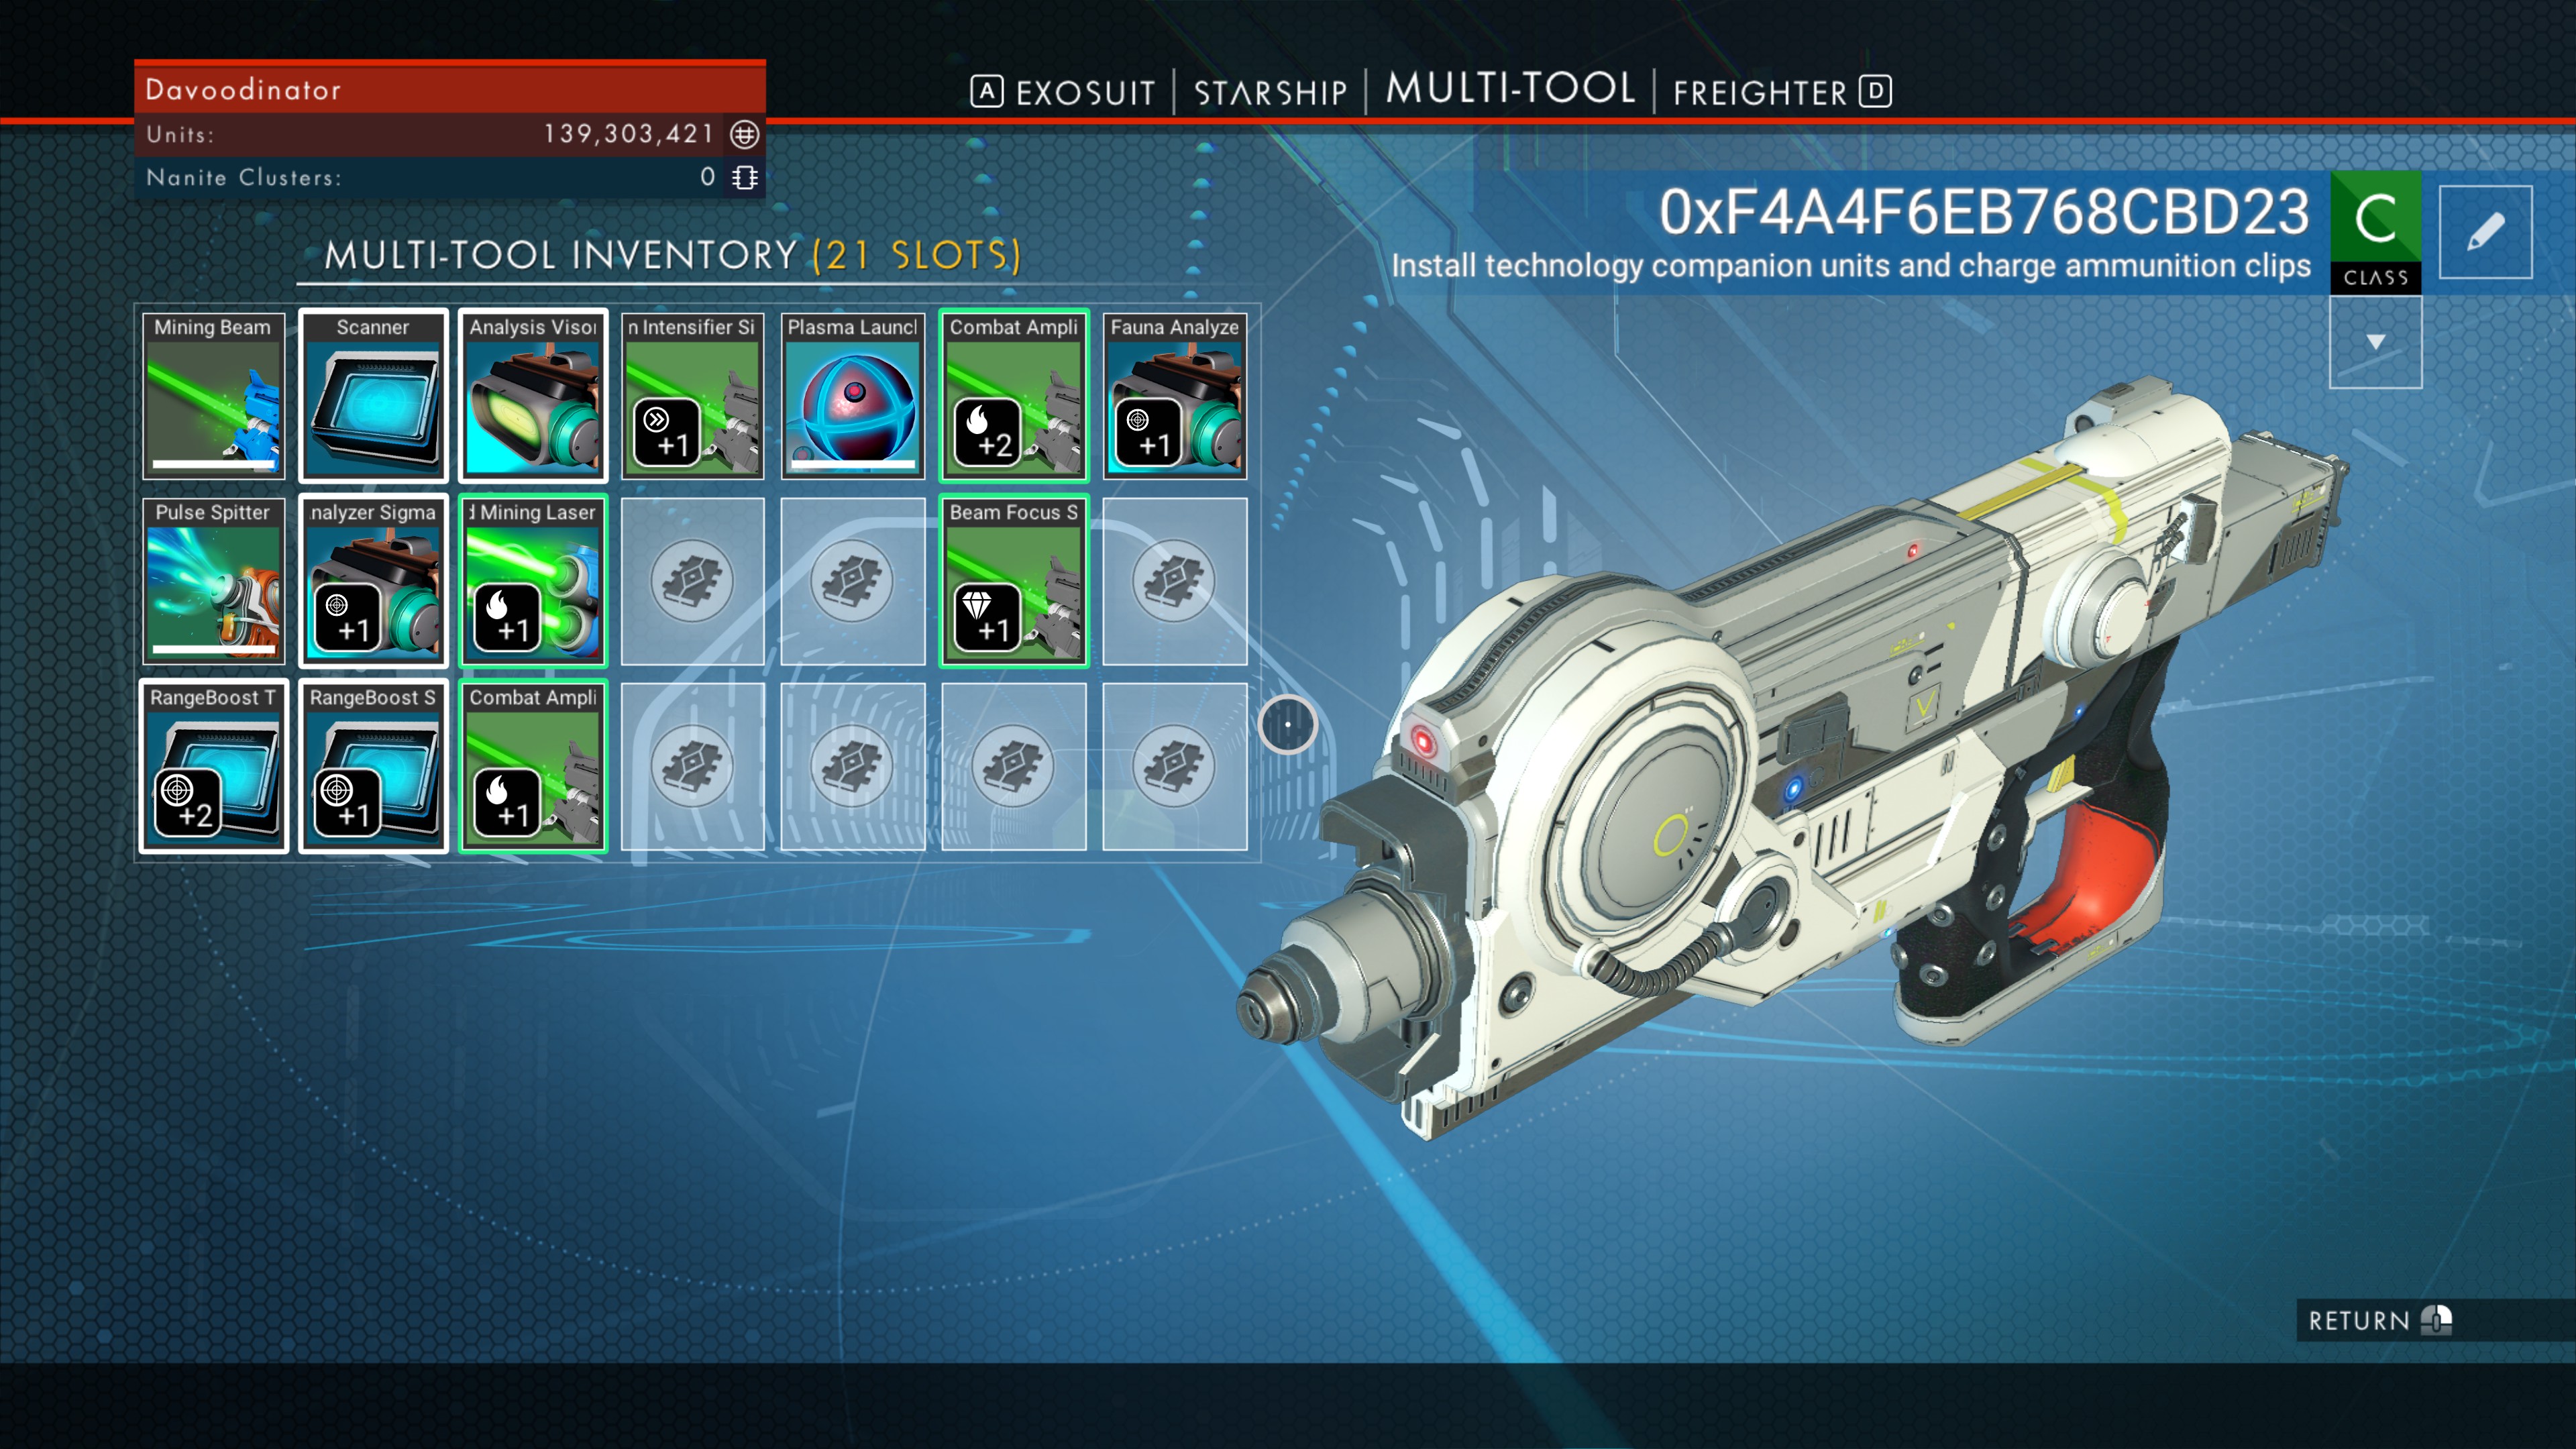 Davoodinator
Units: 139,303,421
Nanite Clusters: 0
A EXOSUIT STARSHIP MULTI-TOOL FREIGHTER D
0xF4A4F6EB768CBD23
Install technology companion units and charge ammunition clips
C
CLASS
MULTI-TOOL INVENTORY (21 SLOTS)
Mining Beam Scanner Analysis Visor n Intensifier Si Plasma Launcl Combat Ampli Fauna Analyze
+1 +2 +1
Pulse Spitter nalyzer Sigma d Mining Laser Beam Focus S
+1 +1 +1
RangeBoost T RangeBoost S Combat Ampli
+2 +1 +1
RETURN